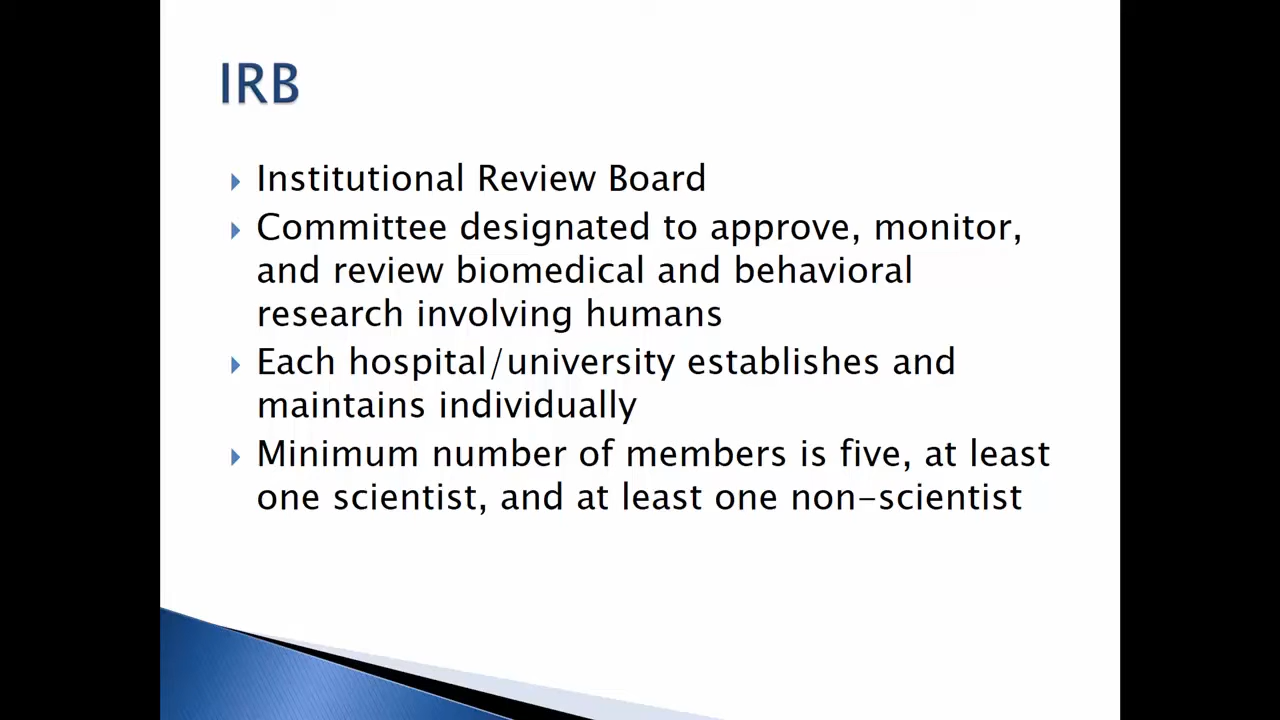 IRB
Institutional Review Board
Committee designated to approve, monitor,
and review biomedical and behavioral
research involving humans
Each hospital/university establishes and
maintains individually
Minimum number of members is five, at least
one scientist, and at least one non-scientist